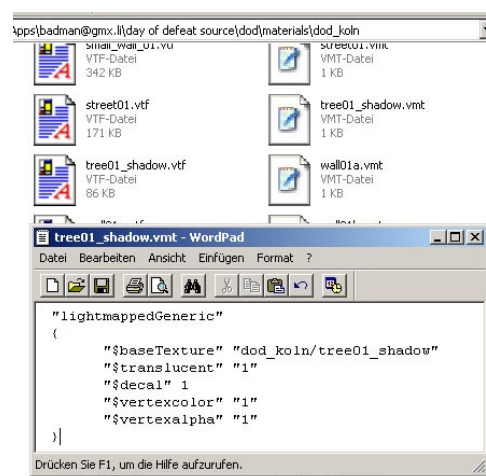 Apps\badman@gmx.li\day of defeat source\dod\materials\dod_koln
small_wall_01.vtf
VTF-Datei
342 KB
street01.vmt
VMT-Datei
1 KB
street01.vtf
VTF-Datei
171 KB
tree01_shadow.vmt
VMT-Datei
1 KB
tree01_shadow.vtf
VTF-Datei
86 KB
wall01a.vmt
VMT-Datei
1 KB
tree01_shadow.vmt - WordPad
Datei Bearbeiten Ansicht Einfügen Format ?
"lightmappedGeneric"
{
"$baseTexture" "dod_koln/tree01_shadow"
"$translucent" "1"
"$decal" 1
"$vertexcolor" "1"
"$vertexalpha" "1"
}
Drücken Sie F1, um die Hilfe aufzurufen.